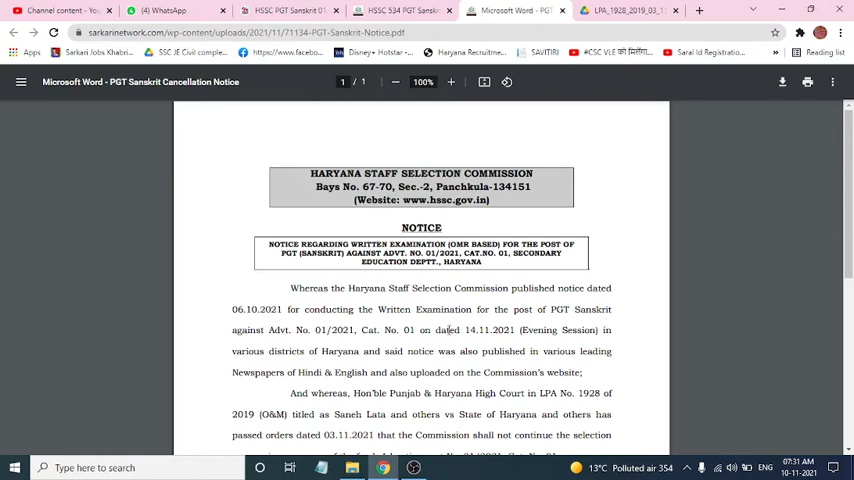 Channel content - You
(4) WhatsApp
HSSC PGT Sanskrit 01
HSSC 534 PGT Sanskri
Microsoft Word - PGT
LPA_1928_2019_03_1
sarkarinetwork.com/wp-content/uploads/2021/11/71134-PGT-Sanskrit-Notice.pdf
Apps
Sarkari Jobs Khabri...
SSC JE Civil comple...
https://www.facebo...
Disney+ Hotstar -...
Haryana Recruitme...
SAVITIRI
#CSC VLE को मिलेंगी...
Saral Id Registratio...
Reading list
Microsoft Word - PGT Sanskrit Cancellation Notice
1 / 1
100%
HARYANA STAFF SELECTION COMMISSION
Bays No. 67-70, Sec.-2, Panchkula-134151
(Website: www.hssc.gov.in)
NOTICE
NOTICE REGARDING WRITTEN EXAMINATION (OMR BASED) FOR THE POST OF
PGT (SANSKRIT) AGAINST ADVT. NO. 01/2021, CAT.NO. 01, SECONDARY
EDUCATION DEPTT., HARYANA
Whereas the Haryana Staff Selection Commission published notice dated
06.10.2021 for conducting the Written Examination for the post of PGT Sanskrit
against Advt. No. 01/2021, Cat. No. 01 on dated 14.11.2021 (Evening Session) in
various districts of Haryana and said notice was also published in various leading
Newspapers of Hindi & English and also uploaded on the Commission's website;
And whereas, Hon'ble Punjab & Haryana High Court in LPA No. 1928 of
2019 (O&M) titled as Saneh Lata and others vs State of Haryana and others has
passed orders dated 03.11.2021 that the Commission shall not continue the selection
Type here to search
13°C Polluted air 354
ENG
07:31 AM
10-11-2021